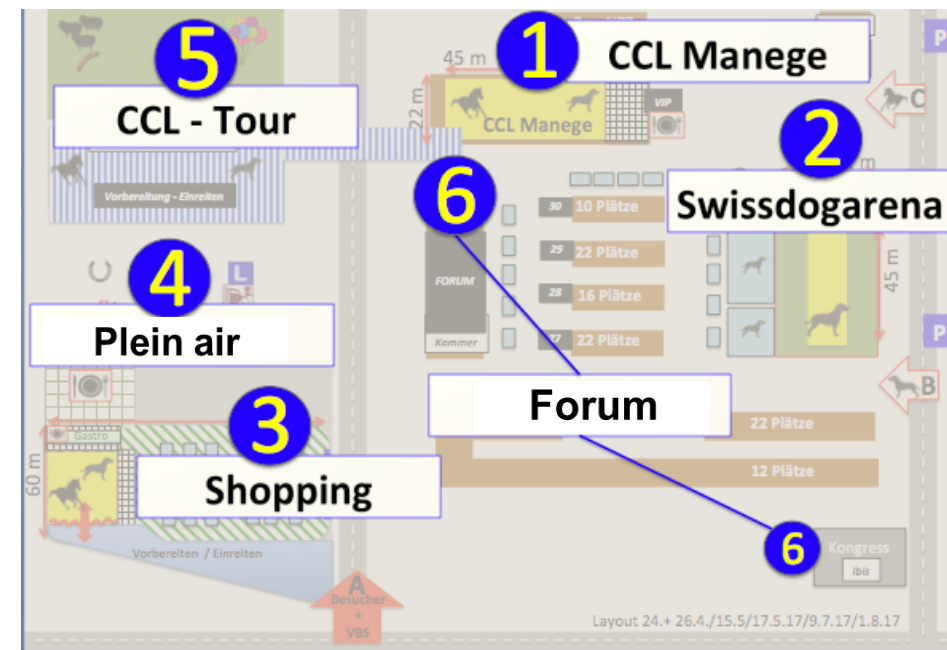 5
1
CCL Manege
P
45 m
CCL - Tour
22 m
CCL Manege
VIP
C
2
6
Vorbereitung - Einreiten
30 10 Plätze
Swissdogarena
29 22 Plätze
4
L
FORUM
28 16 Plätze
45 m
Plein air
Kammer
27 22 Plätze
P
B
Forum
3
Gastro
22 Plätze
60 m
Shopping
12 Plätze
Vorbereiten / Einreiten
6
Kongress
Ibis
A
Besucher
+
VBS
Layout 24.+ 26.4./15.5/17.5.17/9.7.17/1.8.17